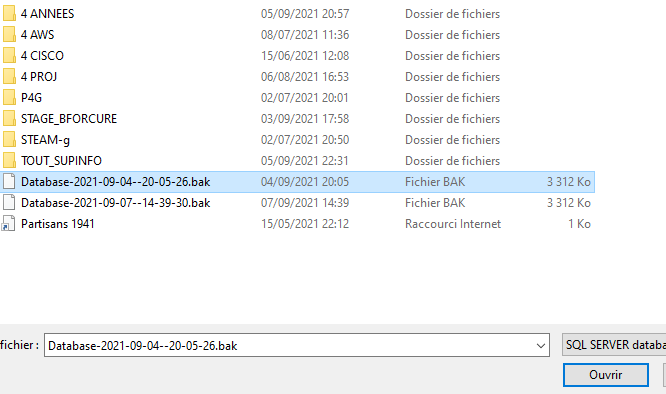 4 ANNEES 05/09/2021 20:57 Dossier de fichiers
4 AWS 08/07/2021 11:36 Dossier de fichiers
4 CISCO 15/06/2021 12:08 Dossier de fichiers
4 PROJ 06/08/2021 16:53 Dossier de fichiers
P4G 02/07/2021 20:01 Dossier de fichiers
STAGE_BFORCURE 03/09/2021 17:58 Dossier de fichiers
STEAM-g 02/07/2021 20:50 Dossier de fichiers
TOUT_SUPINFO 05/09/2021 22:31 Dossier de fichiers
Database-2021-09-04--20-05-26.bak 04/09/2021 20:05 Fichier BAK 3 312 Ko
Database-2021-09-07--14-39-30.bak 07/09/2021 14:39 Fichier BAK 3 312 Ko
Partisans 1941 15/05/2021 22:12 Raccourci Internet 1 Ko
fichier : Database-2021-09-04--20-05-26.bak SQL SERVER databa
Ouvrir